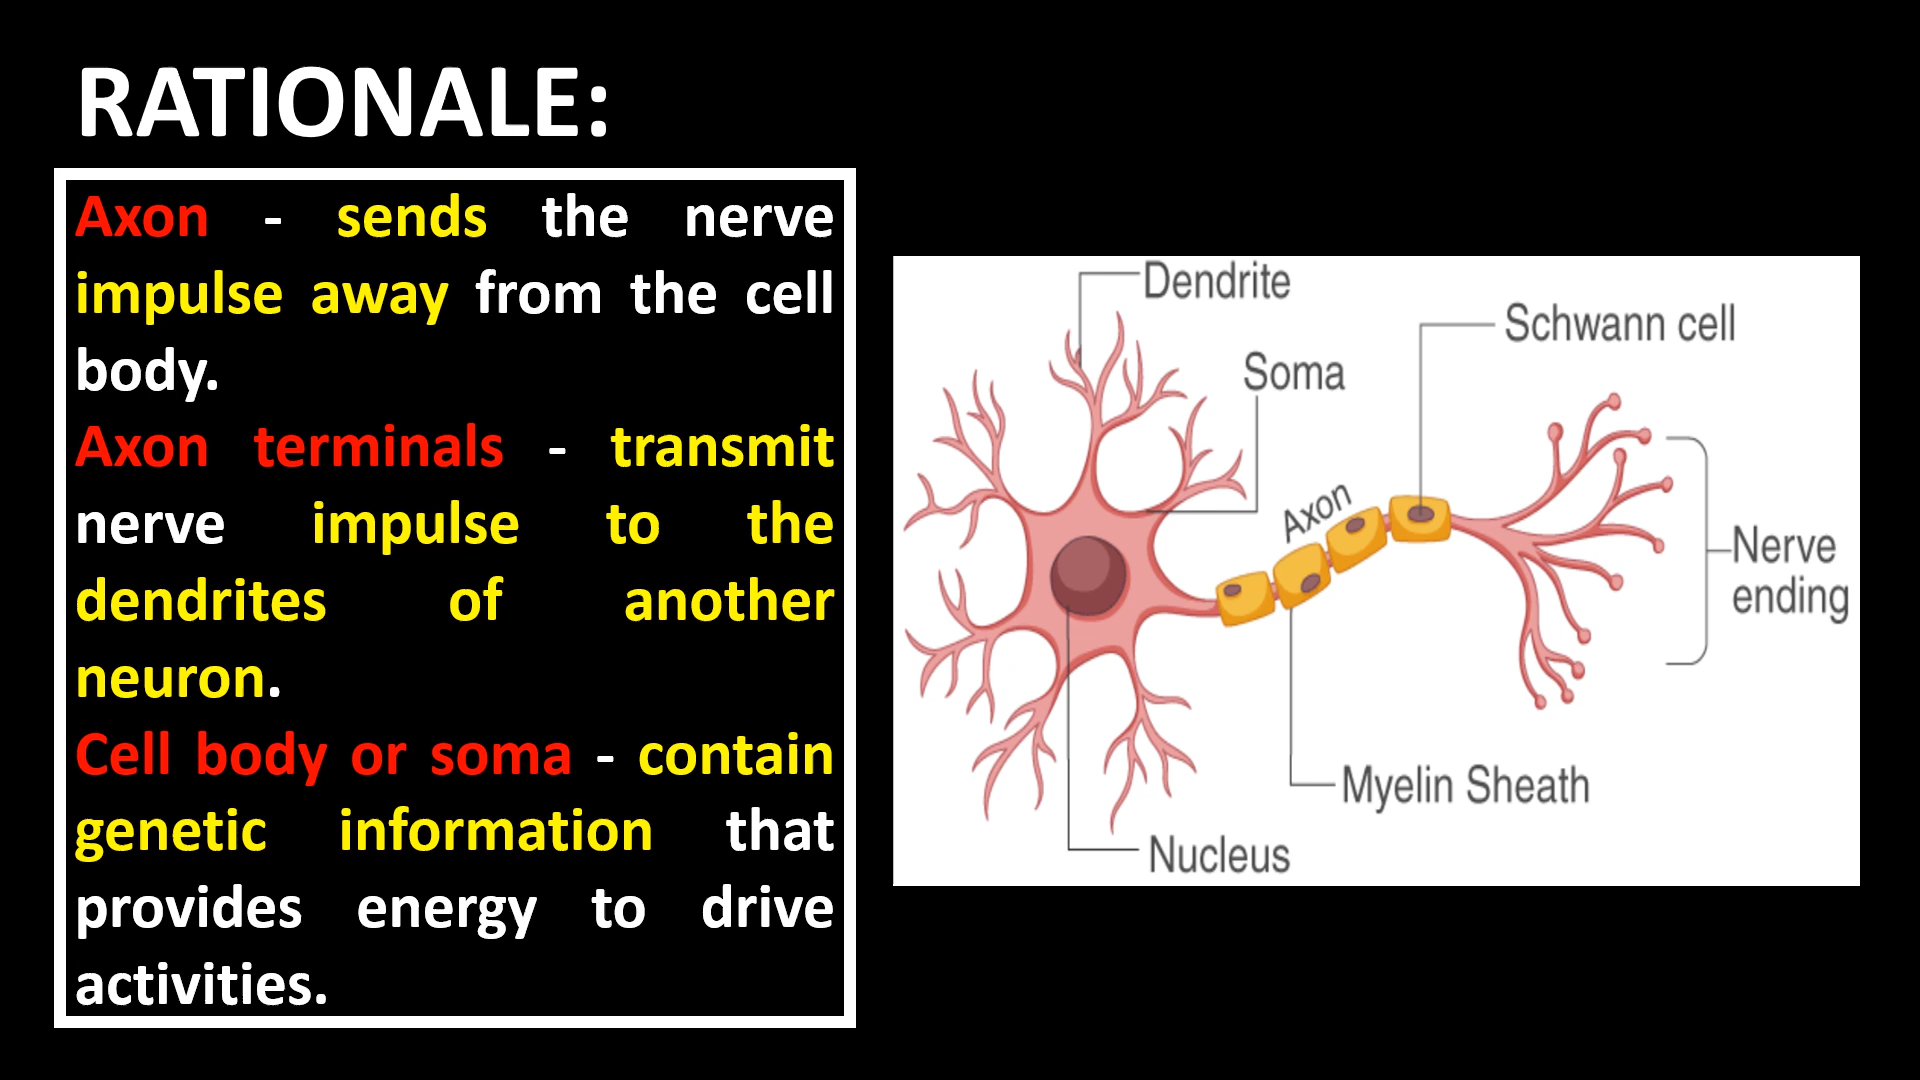 RATIONALE:
Axon - sends the nerve
impulse away from the cell
body.
Axon terminals - transmit
nerve impulse to the
dendrites of another
neuron.
Cell body or soma - contain
genetic information that
provides energy to drive
activities.
Dendrite
Schwann cell
Soma
Axon
Nerve
ending
Myelin Sheath
Nucleus